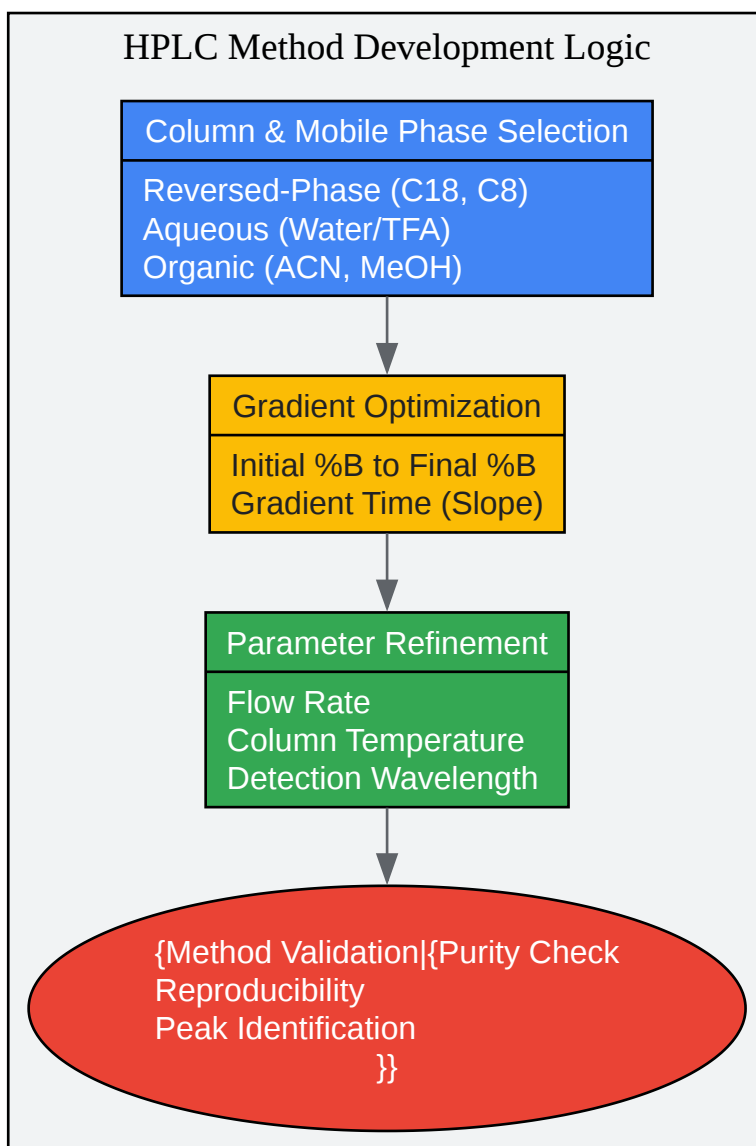 HPLC Method Development Logic
Column & Mobile Phase Selection
Reversed-Phase (C18, C8)
Aqueous (Water/TFA)
Organic (ACN, MeOH)
Gradient Optimization
Initial %B to Final %B
Gradient Time (Slope)
Parameter Refinement
Flow Rate
Column Temperature
Detection Wavelength
{Method Validation|{Purity Check
Reproducibility
Peak Identification
}}